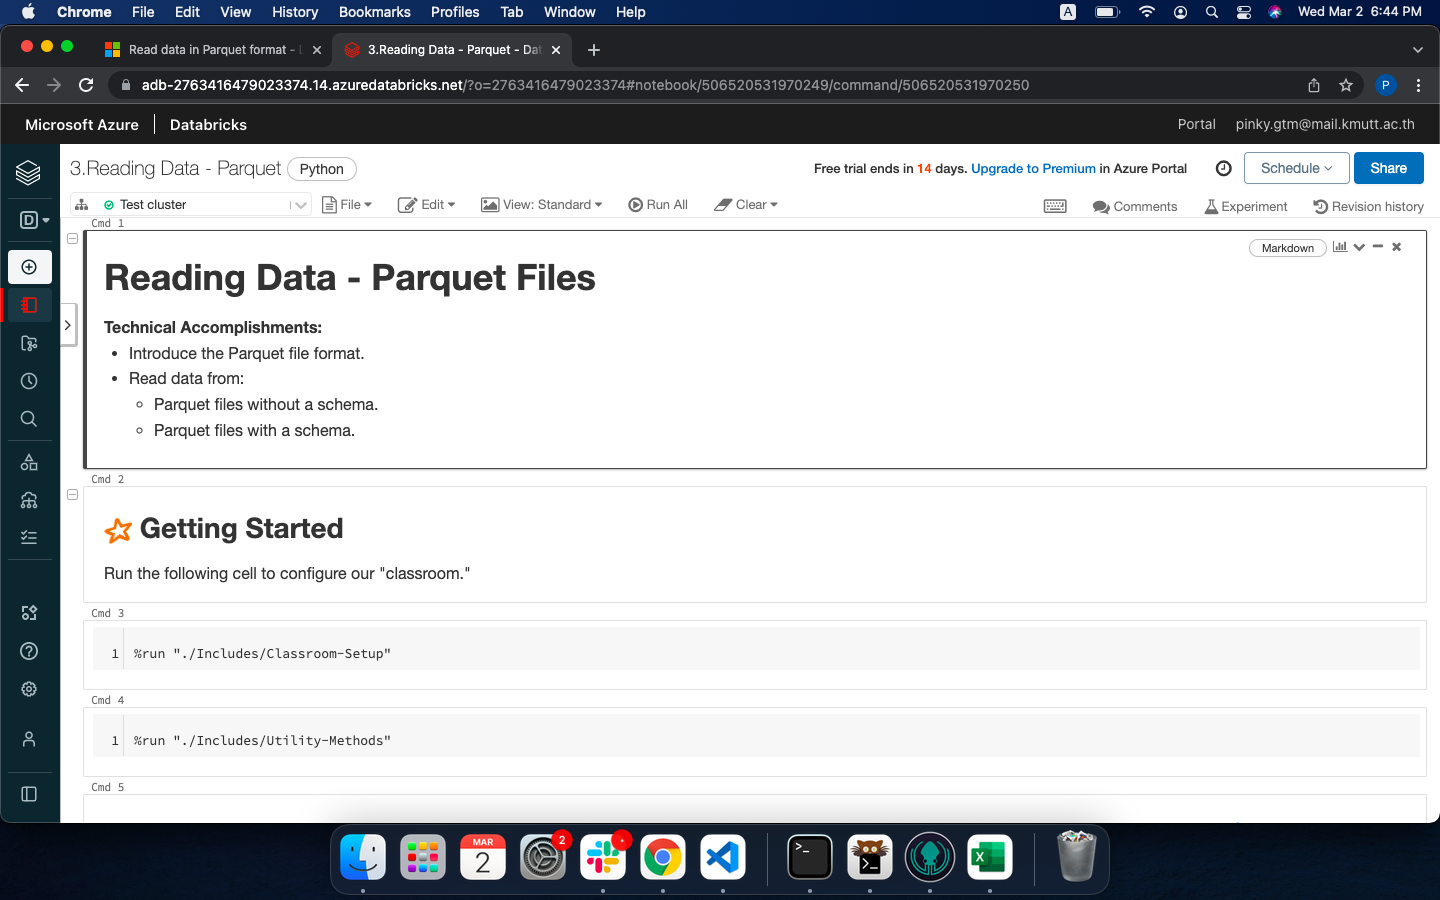 Chrome File Edit View History Bookmarks Profiles Tab Window Help A Wed Mar 2 6:44 PM
Read data in Parquet format - 3.Reading Data - Parquet - Dat
adb-2763416479023374.14.azuredatabricks.net/?o=2763416479023374#notebook/506520531970249/command/506520531970250 P
Microsoft Azure Databricks Portal pinky.gtm@mail.kmutt.ac.th
3.Reading Data - Parquet Python Free trial ends in 14 days. Upgrade to Premium in Azure Portal Schedule Share
D Test cluster File Edit View: Standard Run All Clear Comments Experiment Revision history
Cmd 1
Markdown
Reading Data - Parquet Files
Technical Accomplishments:
• Introduce the Parquet file format.
• Read data from:
◦ Parquet files without a schema.
◦ Parquet files with a schema.
Cmd 2
Getting Started
Run the following cell to configure our "classroom."
Cmd 3
1 %run "./Includes/Classroom-Setup"
Cmd 4
1 %run "./Includes/Utility-Methods"
Cmd 5
MAR
2
2
>_
>_
X